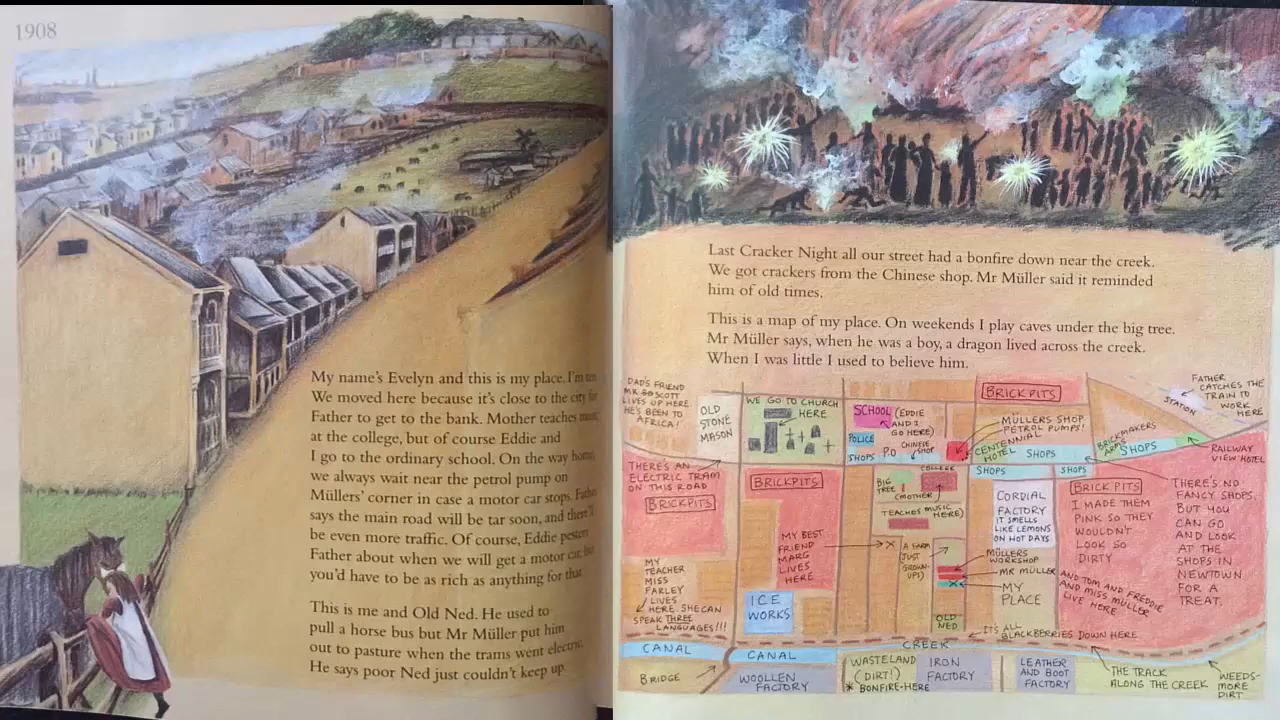 1908
My name's Evelyn and this is my place. I'm ten.
We moved here because it's close to the city for
Father to get to the bank. Mother teaches music
at the college, but of course Eddie and
I go to the ordinary school. On the way home,
we always wait near the petrol pump on
Müllers' corner in case a motor car stops. Father
says the main road will be tar soon, and there'll
be even more traffic. Of course, Eddie pesters
Father about when we will get a motor car, but
you'd have to be as rich as anything for that.
This is me and Old Ned. He used to
pull a horse bus but Mr Müller put him
out to pasture when the trams went electric.
He says poor Ned just couldn't keep up.
Last Cracker Night all our street had a bonfire down near the creek.
We got crackers from the Chinese shop. Mr Müller said it reminded
him of old times.
This is a map of my place. On weekends I play caves under the big tree.
Mr Müller says, when he was a boy, a dragon lived across the creek.
When I was little I used to believe him.
DAD'S FRIEND
MR SCOTT
LIVES UP HERE
HE'S BEEN TO
AFRICA!
OLD
STONE
MASON
WE GO TO CHURCH
HERE
SCHOOL (EDDIE
AND I
GO HERE)
POLICE
SHOPS P.O
CHINESE
SHOP
BRICKPITS
MÜLLERS SHOP
PETROL PUMPS!
CENTENNIAL
HOTEL
SHOPS
BRICKMAKERS
ARMS
SHOPS
STATION
FATHER
CATCHES THE
TRAIN TO
WORK
HERE
RAILWAY
VIEW HOTEL
THERE'S AN
ELECTRIC TRAM
ON THIS ROAD
BRICKPITS
BRICKPITS
BIG
TREE
COLLEGE
(MOTHER
TEACHES MUSIC HERE)
SHOPS
SHOPS
CORDIAL
FACTORY
IT SMELLS
LIKE LEMONS
ON HOT DAYS
BRICK PITS
I MADE THEM
PINK SO THEY
WOULDN'T
LOOK SO
DIRTY
THERE'S NO
FANCY SHOPS
BUT YOU
CAN GO
AND LOOK
AT THE
SHOPS IN
NEWTOWN
FOR A
TREAT.
MY BEST
FRIEND
MARG
LIVES
HERE
A FARM
JUST
(GROWN-
UPS)
MY
TEACHER
MISS
FARLEY
LIVES
HERE. SHE CAN
SPEAK THREE
LANGUAGES!!!
ICE
WORKS
MÜLLERS
WORKSHOP
MR MÜLLER AND TOM AND FREDDIE
AND MISS MÜLLER
LIVE HERE
MY
PLACE
OLD
NED
IT'S ALL
BLACKBERRIES DOWN HERE
CREEK
CANAL
CANAL
BRIDGE
WOOLLEN
FACTORY
WASTELAND
(DIRT!)
* BONFIRE-HERE
IRON
FACTORY
LEATHER
AND BOOT
FACTORY
THE TRACK
ALONG THE CREEK
WEEDS-
MORE
DIRT